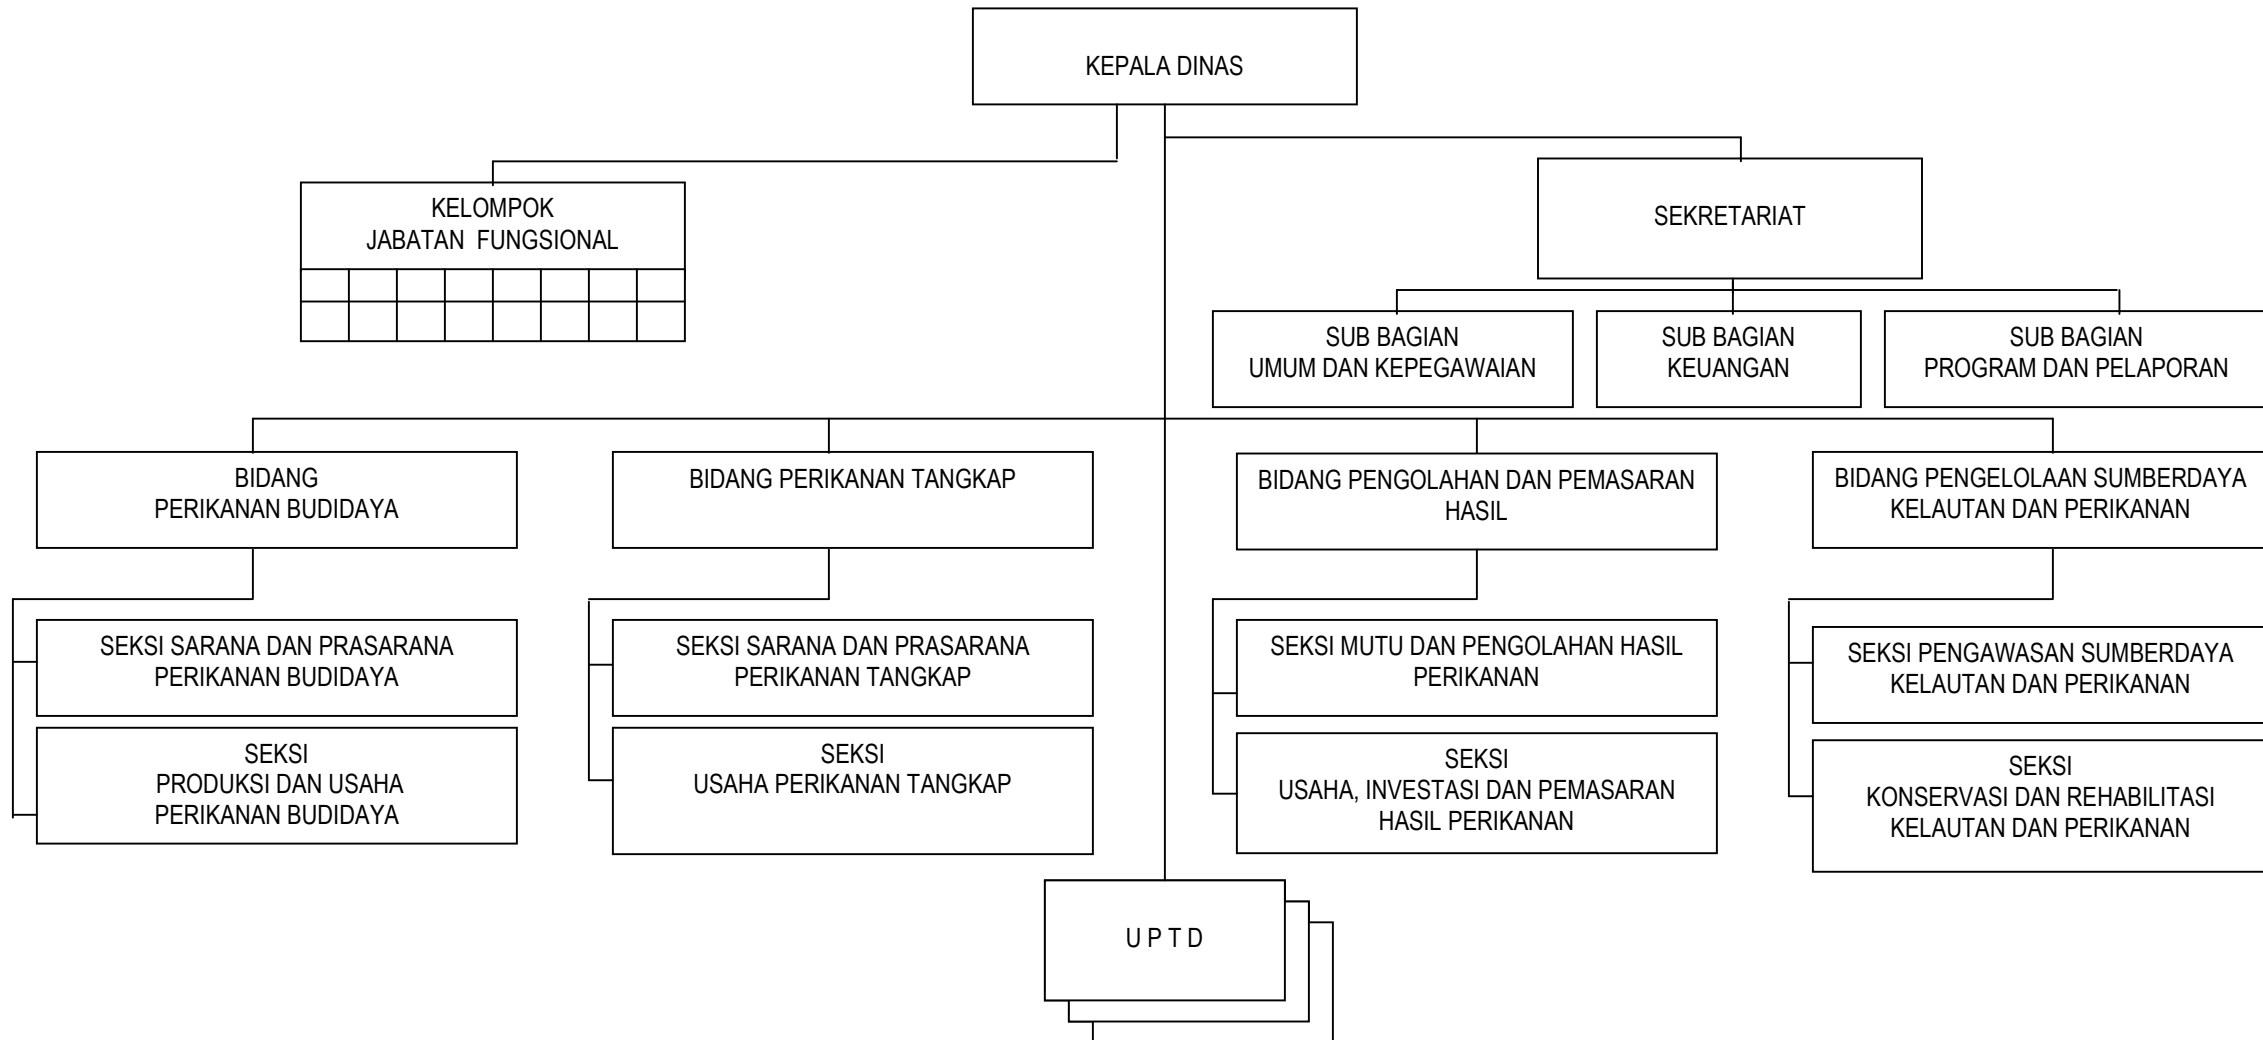 KEPALA DINAS
KELOMPOK
JABATAN FUNGSIONAL
SEKRETARIAT
SUB BAGIAN
UMUM DAN KEPEGAWAIAN
SUB BAGIAN
KEUANGAN
SUB BAGIAN
PROGRAM DAN PELAPORAN
BIDANG
PERIKANAN BUDIDAYA
BIDANG PERIKANAN TANGKAP
BIDANG PENGOLAHAN DAN PEMASARAN
HASIL
BIDANG PENGELOLAAN SUMBERDAYA
KELAUTAN DAN PERIKANAN
SEKSI SARANA DAN PRASARANA
PERIKANAN BUDIDAYA
SEKSI SARANA DAN PRASARANA
PERIKANAN TANGKAP
SEKSI MUTU DAN PENGOLAHAN HASIL
PERIKANAN
SEKSI PENGAWASAN SUMBERDAYA
KELAUTAN DAN PERIKANAN
SEKSI
PRODUKSI DAN USAHA
PERIKANAN BUDIDAYA
SEKSI
USAHA PERIKANAN TANGKAP
SEKSI
USAHA, INVESTASI DAN PEMASARAN
HASIL PERIKANAN
SEKSI
KONSERVASI DAN REHABILITASI
KELAUTAN DAN PERIKANAN
U P T D